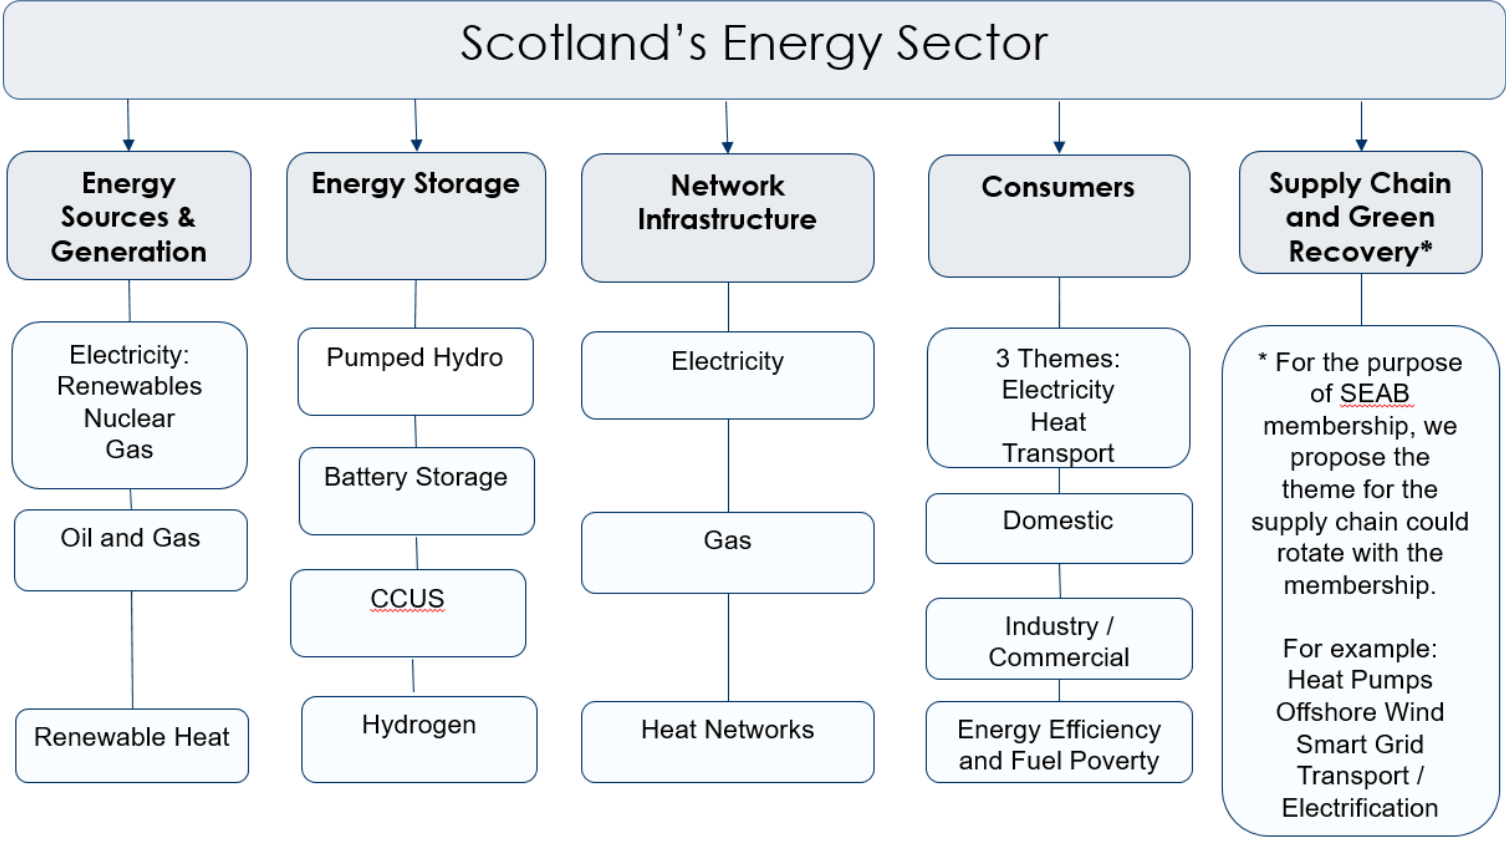 Scotland's Energy Sector
Energy
Sources &
Generation
Electricity:
Renewables
Nuclear
Gas
Oil and Gas
Renewable Heat
Energy Storage
Pumped Hydro
Battery Storage
CCUS
Hydrogen
Network
Infrastructure
Electricity
Gas
Heat Networks
Consumers
3 Themes:
Electricity
Heat
Transport
Domestic
Industry /
Commercial
Energy Efficiency
and Fuel Poverty
Supply Chain
and Green
Recovery*
* For the purpose
of SEAB
membership, we
propose the
theme for the
supply chain could
rotate with the
membership.
For example:
Heat Pumps
Offshore Wind
Smart Grid
Transport /
Electrification